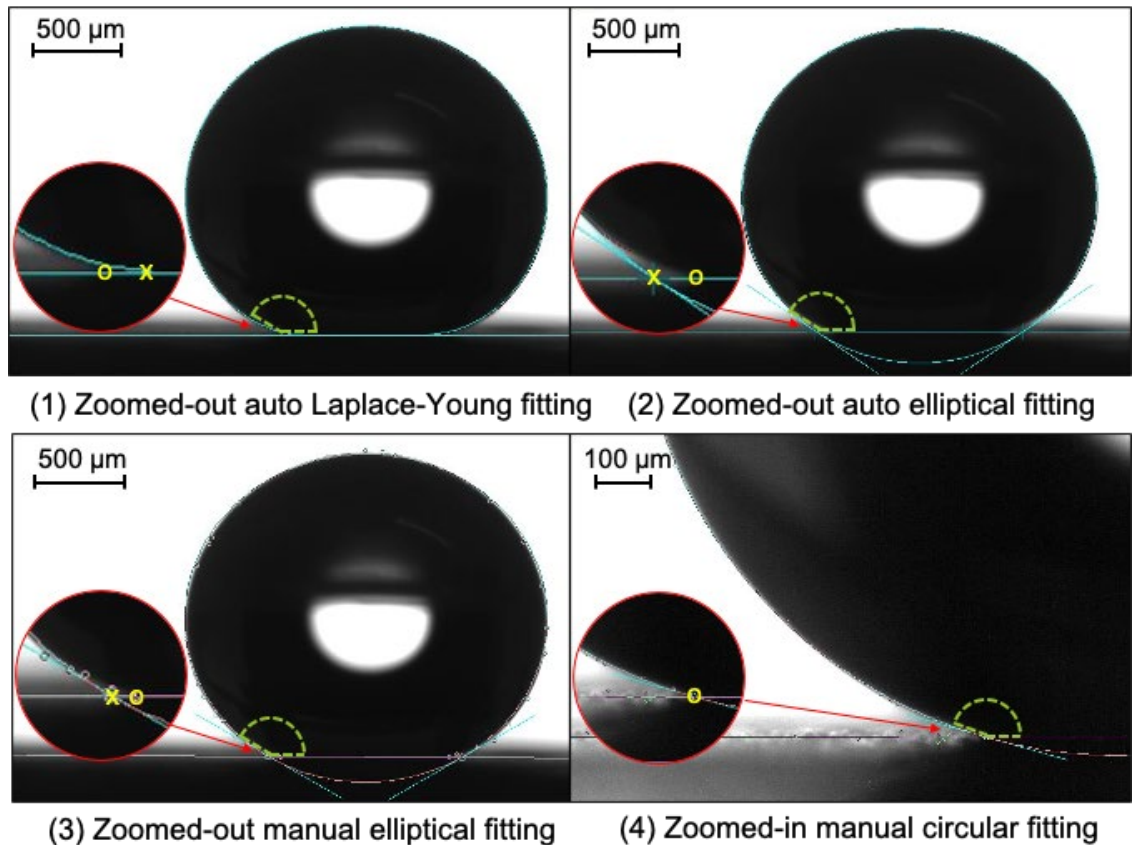 500 µm
500 µm
O X
X O
(1) Zoomed-out auto Laplace-Young fitting
(2) Zoomed-out auto elliptical fitting
500 µm
100 µm
X O
O
(3) Zoomed-out manual elliptical fitting
(4) Zoomed-in manual circular fitting